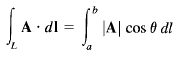 ∫_L A · dl = ∫_a^b |A| cos θ dl